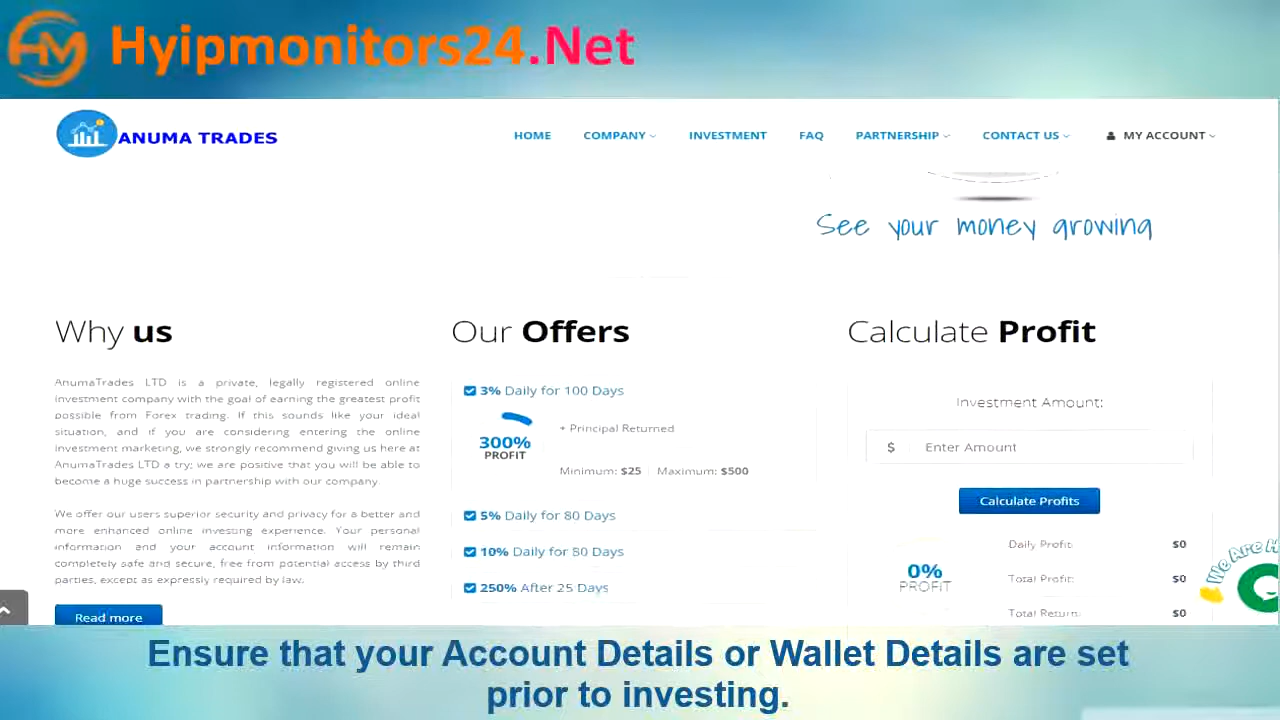 Hyipmonitors24.Net
ANUMA TRADES
HOME COMPANY INVESTMENT FAQ PARTNERSHIP CONTACT US MY ACCOUNT
See your money growing
Why us
AnumaTrades LTD is a private, legally registered online
investment company with the goal of earning the greatest profit
possible from Forex trading. If this sounds like your ideal
situation, and if you are considering entering the online
investment marketing, we strongly recommend giving us here at
AnumaTrades LTD a try; we are positive that you will be able to
become a huge success in partnership with our company.
We offer our users superior security and privacy for a better and
more enhanced online investing experience. Your personal
information and your account information will remain
completely safe and secure, free from potential access by third
parties, except as expressly required by law.
Read more
Our Offers
3% Daily for 100 Days
300%
PROFIT
+ Principal Returned
Minimum: $25 Maximum: $500
5% Daily for 80 Days
10% Daily for 80 Days
250% After 25 Days
Calculate Profit
Investment Amount:
$ Enter Amount
Calculate Profits
0%
PROFIT
Daily Profit: $0
Total Profit: $0
Total Return: $0
We Are H
Ensure that your Account Details or Wallet Details are set
prior to investing.